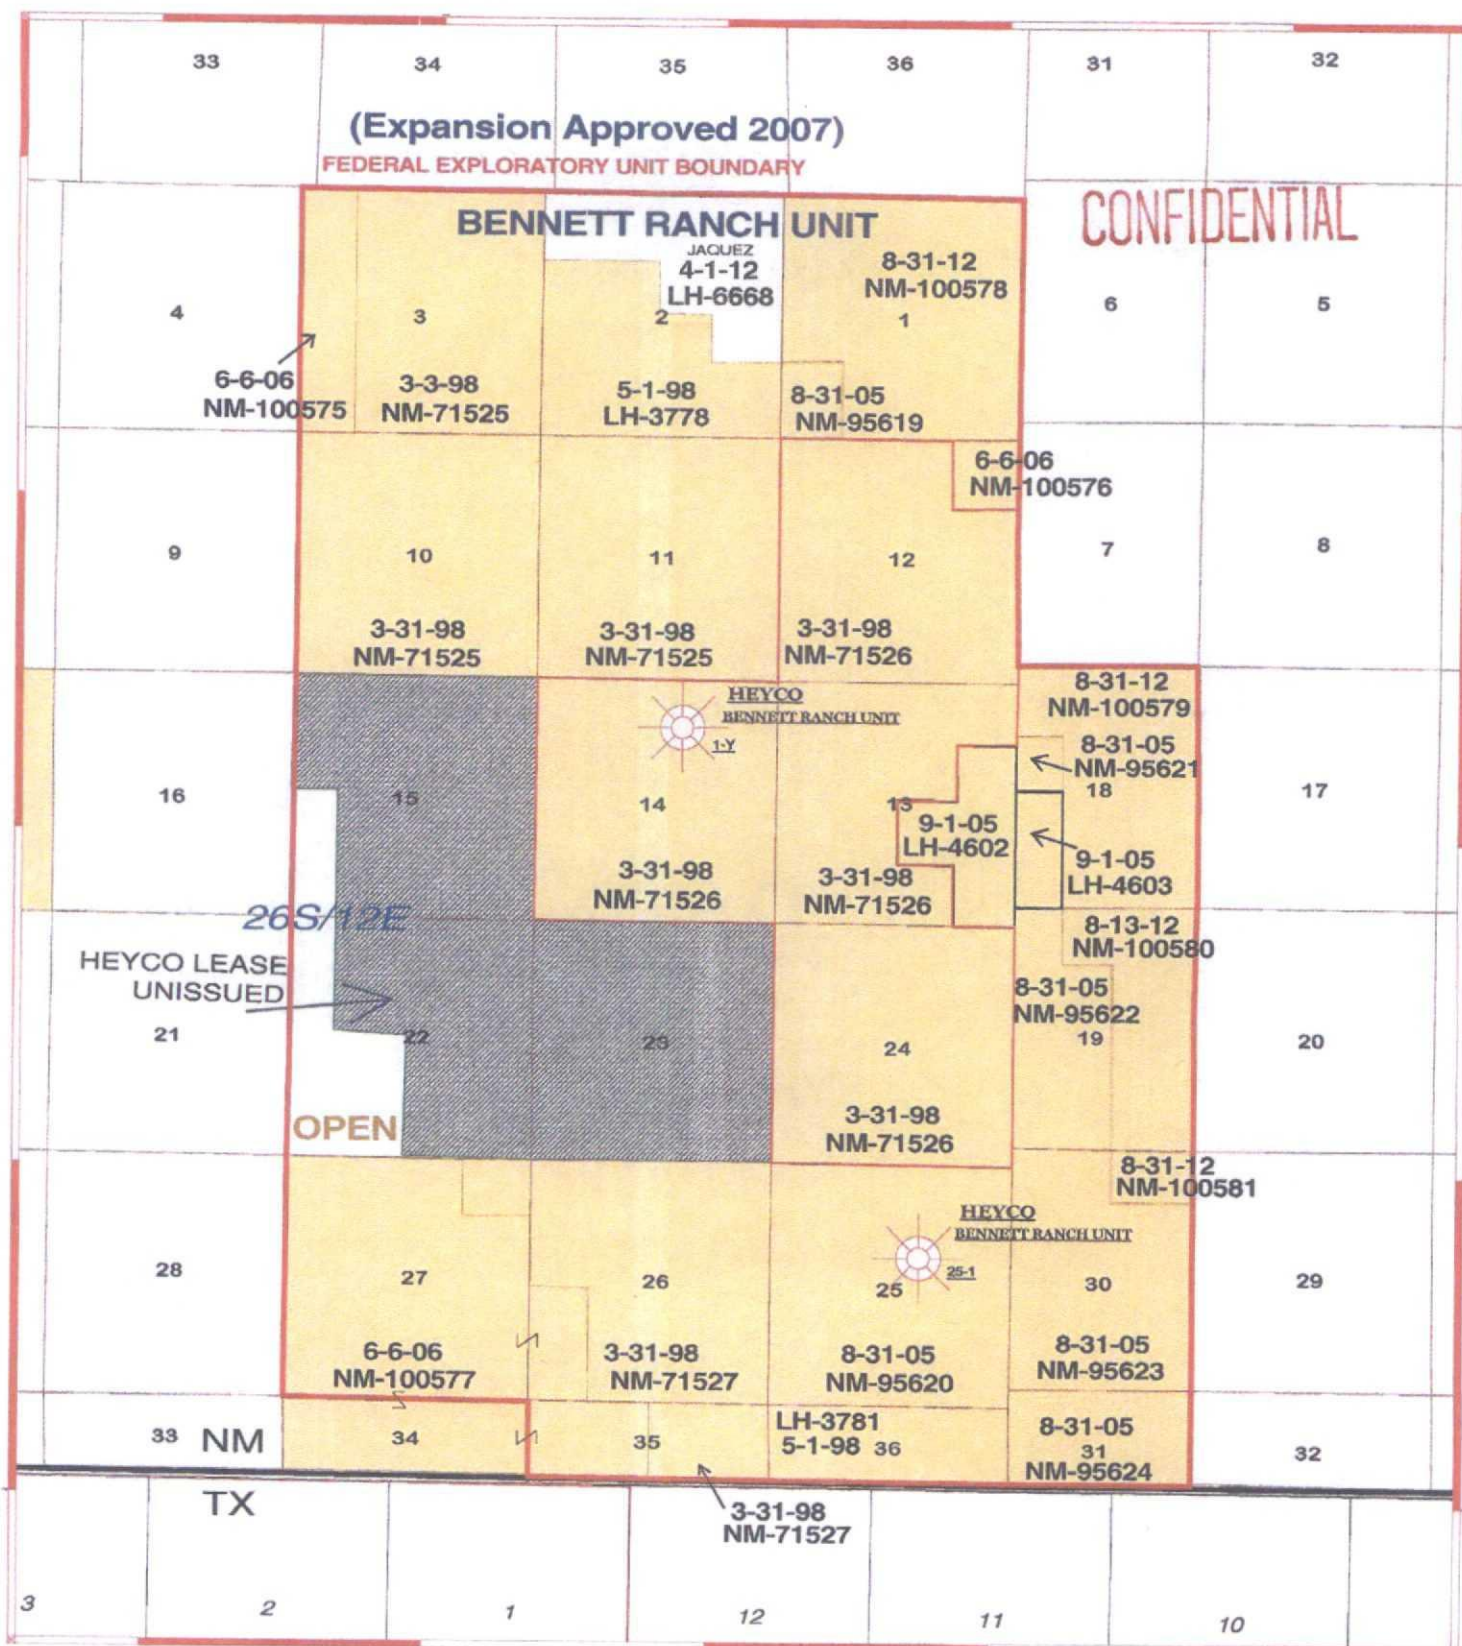 33 34 35 36 31 32
(Expansion Approved 2007)
FEDERAL EXPLORATORY UNIT BOUNDARY
CONFIDENTIAL
BENNETT RANCH UNIT
JAQUEZ
4-1-12
LH-6668
8-31-12
NM-100578
4 3 2 1 6 5
6-6-06
NM-100575
3-3-98
NM-71525
5-1-98
LH-3778
8-31-05
NM-95619
6-6-06
NM-100576
9 10 11 12 7 8
3-31-98
NM-71525
3-31-98
NM-71525
3-31-98
NM-71526
HEYCO
BENNETT RANCH UNIT
1-Y
8-31-12
NM-100579
8-31-05
NM-95621
16 15 14 13 18 17
9-1-05
LH-4602
9-1-05
LH-4603
3-31-98
NM-71526
3-31-98
NM-71526
26S/12E
8-13-12
NM-100580
HEYCO LEASE
UNISSUED
8-31-05
NM-95622
21 22 23 24 19 20
OPEN
3-31-98
NM-71526
8-31-12
NM-100581
HEYCO
BENNETT RANCH UNIT
25-1
28 27 26 25 30 29
6-6-06
NM-100577
3-31-98
NM-71527
8-31-05
NM-95620
8-31-05
NM-95623
33 NM 34 35
LH-3781
5-1-98 36
8-31-05
31
NM-95624
32
TX
3-31-98
NM-71527
3 2 1 12 11 10